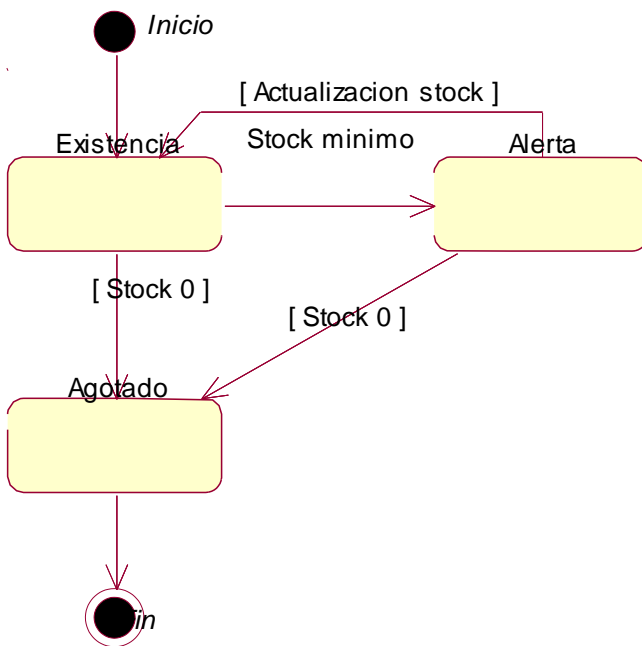 Inicio
[ Actualizacion stock ]
Existencia
Stock minimo
Alerta
[ Stock 0 ]
[ Stock 0 ]
Agotado
Fin